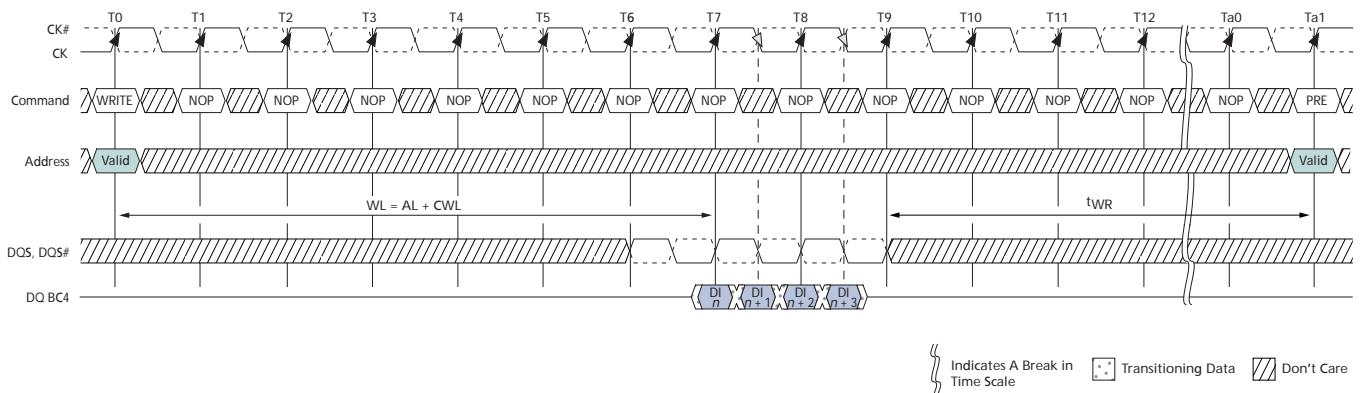 T0 T1 T2 T3 T4 T5 T6 T7 T8 T9 T10 T11 T12 Ta0 Ta1
CK#
CK
Command WRITE NOP NOP NOP NOP NOP NOP NOP NOP NOP NOP NOP NOP NOP PRE
Address Valid Valid
WL = AL + CWL tWR
DQS, DQS#
DQ BC4 DI n DI n + 1 DI n + 2 DI n + 3
Indicates A Break in
Time Scale
Transitioning Data
Don't Care